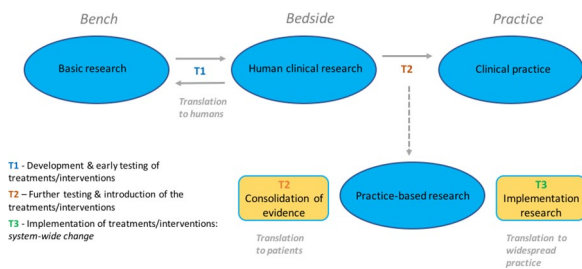 Bench
Bedside
Practice
Basic research
T1
Human clinical research
T2
Clinical practice
Translation
to humans
T1 - Development & early testing of
treatments/interventions
T2 – Further testing & introduction of the
treatments/interventions
T3 - Implementation of treatments/interventions:
system-wide change
T2
Consolidation of
evidence
Practice-based research
T3
Implementation
research
Translation
to patients
Translation to
widespread
practice